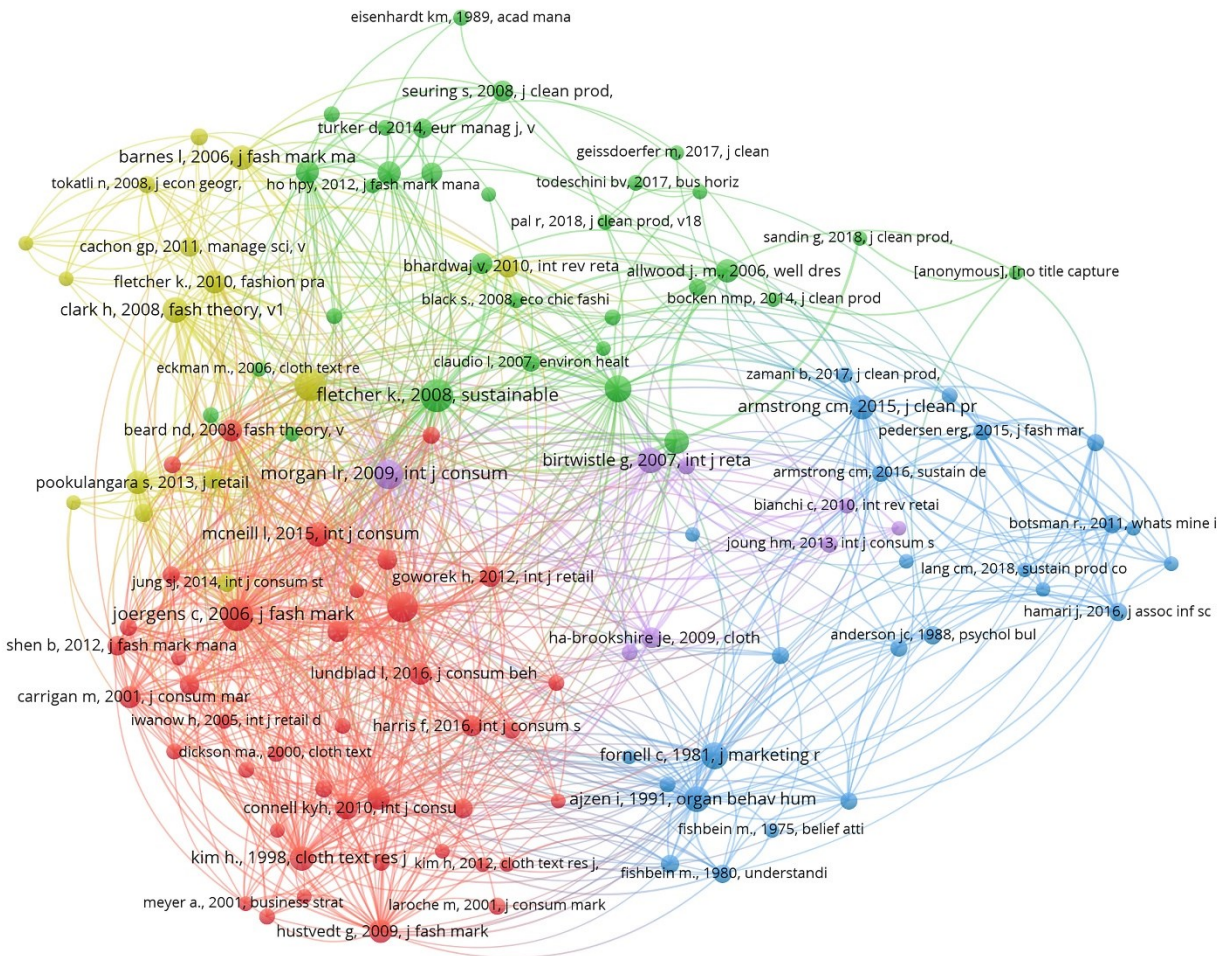 eisenhardt km, 1989, acad mana
seuring s, 2008, j clean prod,
turker d, 2014, eur manag j, v
barnes l, 2006, j fash mark ma
geissdoerfer m, 2017, j clean
tokatli n, 2008, j econ geogr,
ho hpy, 2012, j fash mark mana
todeschini bv, 2017, bus horiz
pal r, 2018, j clean prod, v18
sandin g, 2018, j clean prod,
cachon gp, 2011, manage sci, v
bhardwaj v, 2010, int rev reta
allwood j. m., 2006, well dres
[anonymous], [no title capture
fletcher k., 2010, fashion pra
black s., 2008, eco chic fashi
bocken nmp, 2014, j clean prod
clark h, 2008, fash theory, v1
claudio l, 2007, environ healt
eckman m., 2006, cloth text re
zamani b, 2017, j clean prod,
fletcher k., 2008, sustainable
armstrong cm, 2015, j clean pr
beard nd, 2008, fash theory, v
pedersen erg, 2015, j fash mar
birtwistle g, 2007, int j reta
morgan lr, 2009, int j consum
armstrong cm, 2016, sustain de
pookulangara s, 2013, j retail
bianchi c, 2010, int rev retai
botsman r., 2011, whats mine i
mcneill l, 2015, int j consum
joung hm, 2013, int j consum s
lang cm, 2018, sustain prod co
goworek h, 2012, int j retail
jung sj, 2014, int j consum st
joergens c, 2006, j fash mark
hamari j, 2016, j assoc inf sc
anderson jc, 1988, psychol bul
ha-brookshire je, 2009, cloth
shen b, 2012, j fash mark mana
lundblad l, 2016, j consum beh
carrigan m, 2001, j consum mar
iwanow h, 2005, int j retail d
harris f, 2016, int j consum s
dickson ma., 2000, cloth text
fornell c, 1981, j marketing r
ajzen i, 1991, organ behav hum
connell kyh, 2010, int j consu
fishbein m., 1975, belief atti
kim h., 1998, cloth text res j
kim h, 2012, cloth text res j,
fishbein m., 1980, understandi
meyer a., 2001, business strat
laroche m, 2001, j consum mark
hustvedt g, 2009, j fash mark